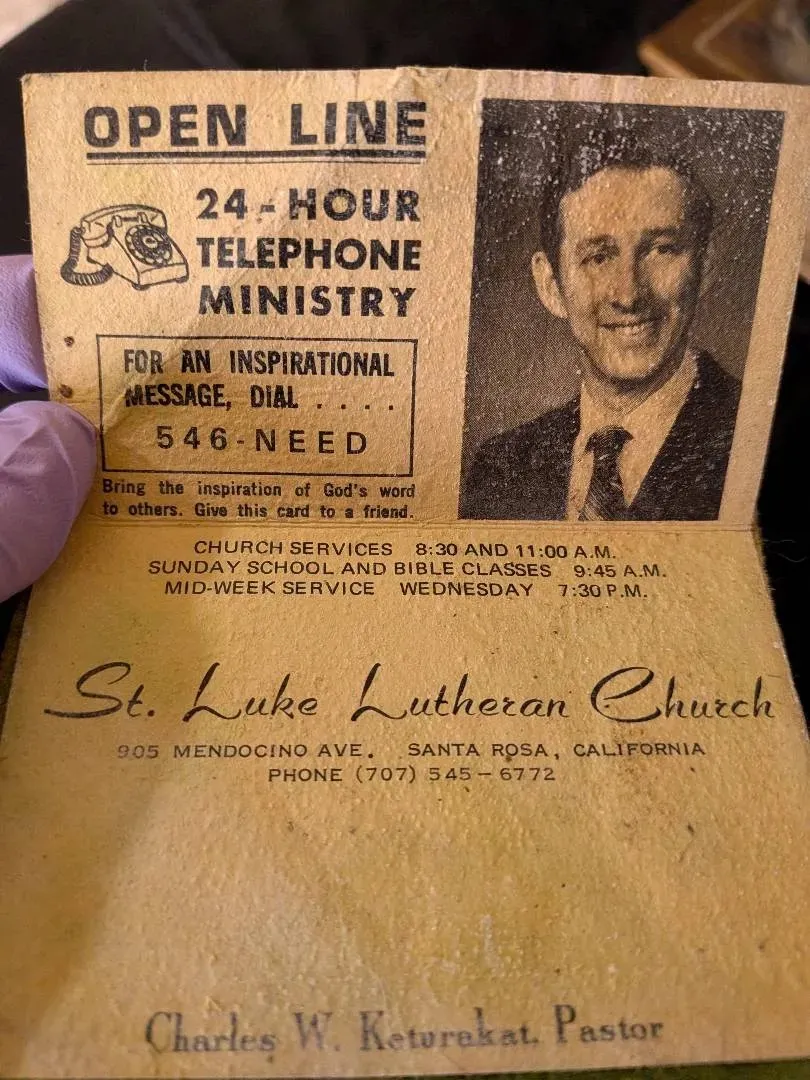 OPEN LINE
24-HOUR
TELEPHONE
MINISTRY
FOR AN INSPIRATIONAL
MESSAGE, DIAL . . . .
546-NEED
Bring the inspiration of God's word
to others. Give this card to a friend.
CHURCH SERVICES 8:30 AND 11:00 A.M.
SUNDAY SCHOOL AND BIBLE CLASSES 9:45 A.M.
MID-WEEK SERVICE WEDNESDAY 7:30 P.M.
St. Luke Lutheran Church
905 MENDOCINO AVE. SANTA ROSA, CALIFORNIA
PHONE (707) 545-6772
Charles W. Keturakat, Pastor